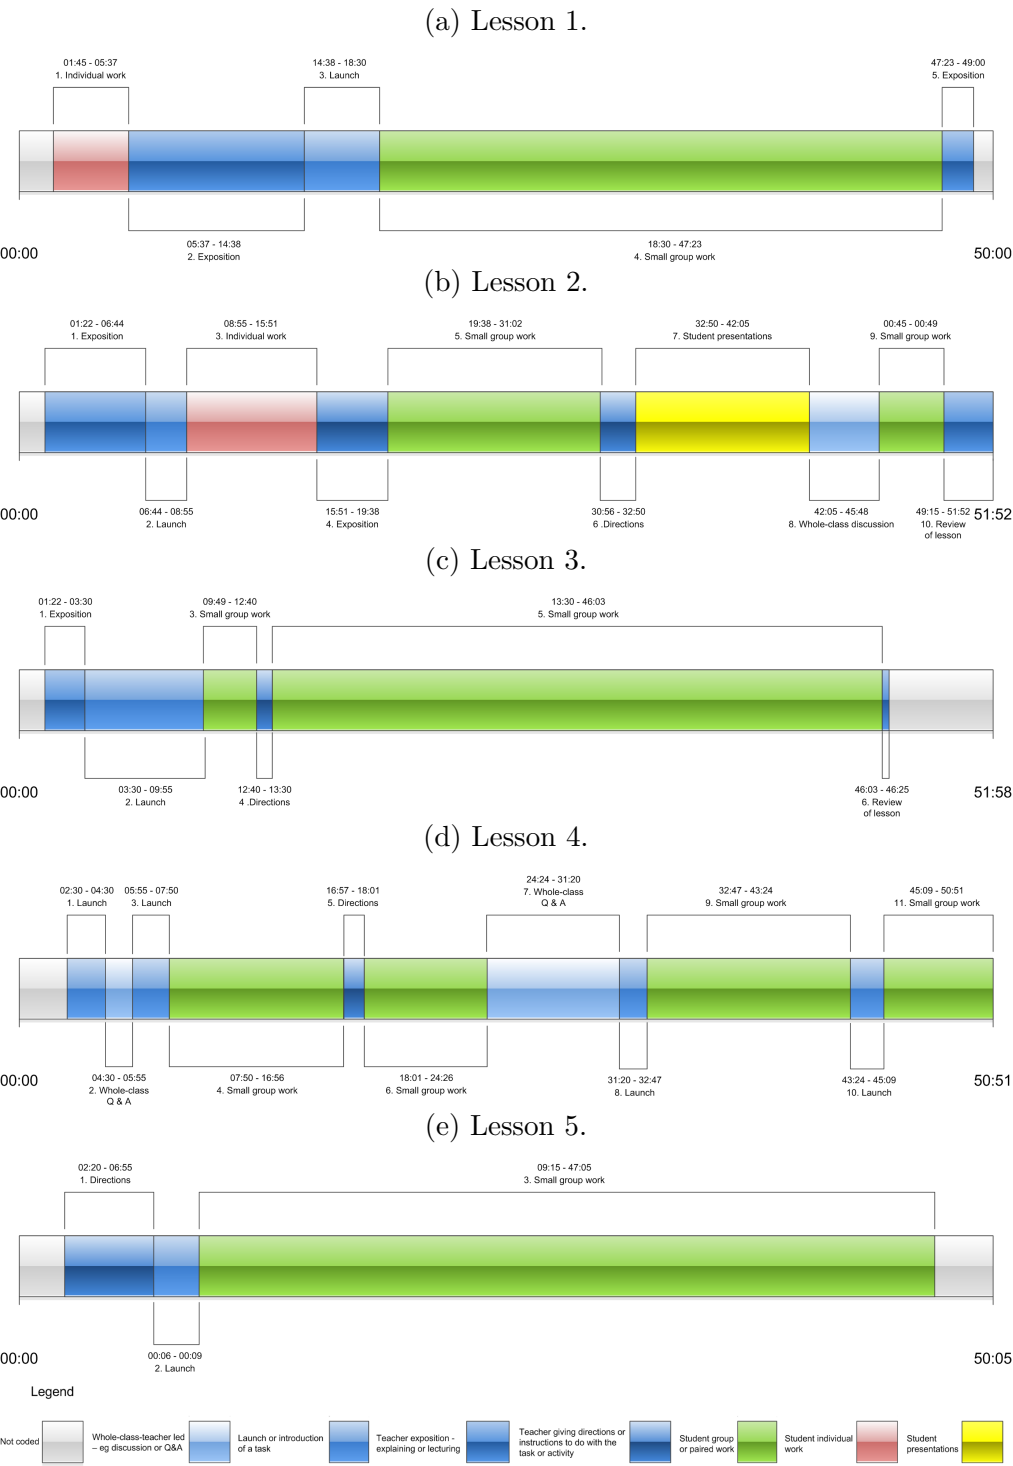 (a) Lesson 1.
01:45 - 05:37
1. Individual work
14:38 - 18:30
3. Launch
47:23 - 49:00
5. Exposition
05:37 - 14:38
2. Exposition
18:30 - 47:23
4. Small group work
00:00
50:00
(b) Lesson 2.
01:22 - 06:44
1. Exposition
08:55 - 15:51
3. Individual work
19:38 - 31:02
5. Small group work
32:50 - 42:05
7. Student presentations
00:45 - 00:49
9. Small group work
00:00
06:44 - 08:55
2. Launch
15:51 - 19:38
4. Exposition
30:56 - 32:50
6 .Directions
42:05 - 45:48
8. Whole-class discussion
49:15 - 51:52
10. Review
of lesson
51:52
(c) Lesson 3.
01:22 - 03:30
1. Exposition
09:49 - 12:40
3. Small group work
13:30 - 46:03
5. Small group work
00:00
03:30 - 09:55
2. Launch
12:40 - 13:30
4 .Directions
46:03 - 46:25
6. Review
of lesson
51:58
(d) Lesson 4.
02:30 - 04:30
1. Launch
05:55 - 07:50
3. Launch
16:57 - 18:01
5. Directions
24:24 - 31:20
7. Whole-class
Q & A
32:47 - 43:24
9. Small group work
45:09 - 50:51
11. Small group work
00:00
04:30 - 05:55
2. Whole-class
Q & A
07:50 - 16:56
4. Small group work
18:01 - 24:26
6. Small group work
31:20 - 32:47
8. Launch
43:24 - 45:09
10. Launch
50:51
(e) Lesson 5.
02:20 - 06:55
1. Directions
09:15 - 47:05
3. Small group work
00:00
00:06 - 00:09
2. Launch
50:05
Legend
Not coded
Whole-class-teacher led
– eg discussion or Q&A
Launch or introduction
of a task
Teacher exposition -
explaining or lecturing
Teacher giving directions or
instructions to do with the
task or activity
Student group
or paired work
Student individual
work
Student
presentations